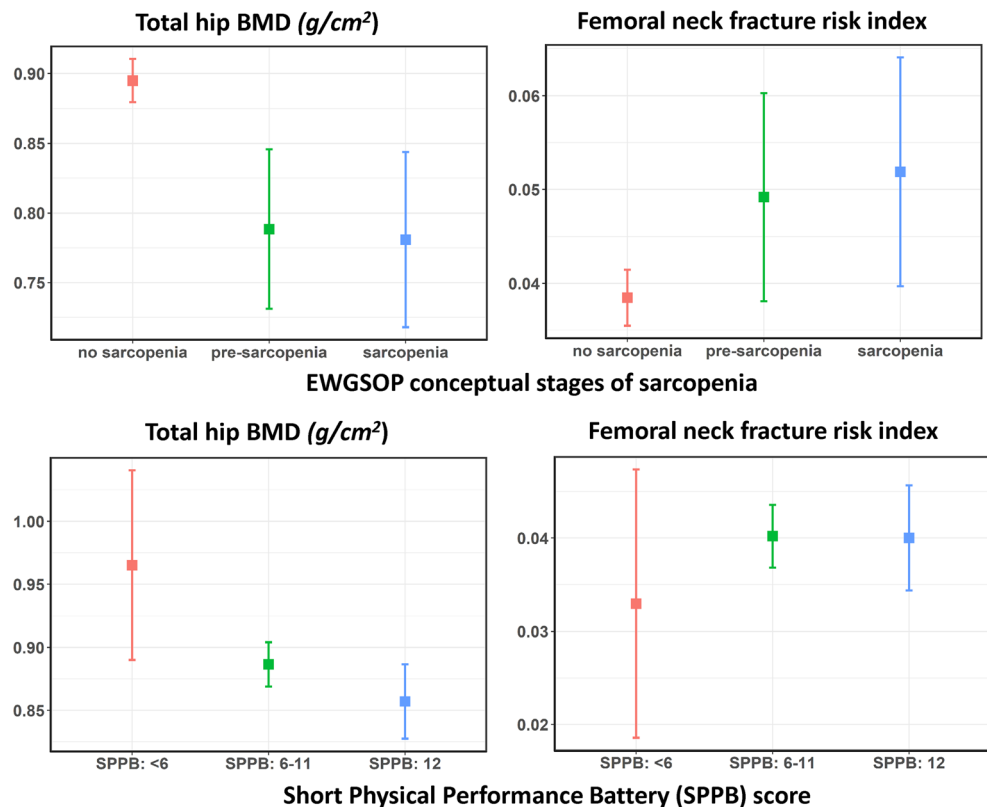 Total hip BMD (g/cm²)
0.90
0.85
0.80
0.75
no sarcopenia pre-sarcopenia sarcopenia
Femoral neck fracture risk index
0.06
0.05
0.04
no sarcopenia pre-sarcopenia sarcopenia
EWGSOP conceptual stages of sarcopenia
Total hip BMD (g/cm²)
1.00
0.95
0.90
0.85
SPPB: <6 SPPB: 6-11 SPPB: 12
Femoral neck fracture risk index
0.04
0.03
0.02
SPPB: <6 SPPB: 6-11 SPPB: 12
Short Physical Performance Battery (SPPB) score